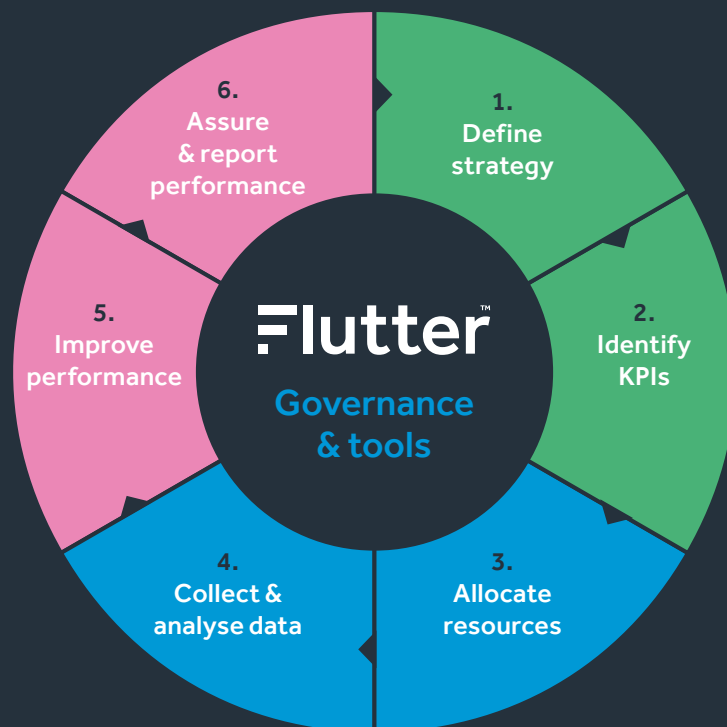 6.
Assure
& report
performance
1.
Define
strategy
5.
Improve
performance
Flutter™
Governance
& tools
2.
Identify
KPIs
4.
Collect &
analyse data
3.
Allocate
resources